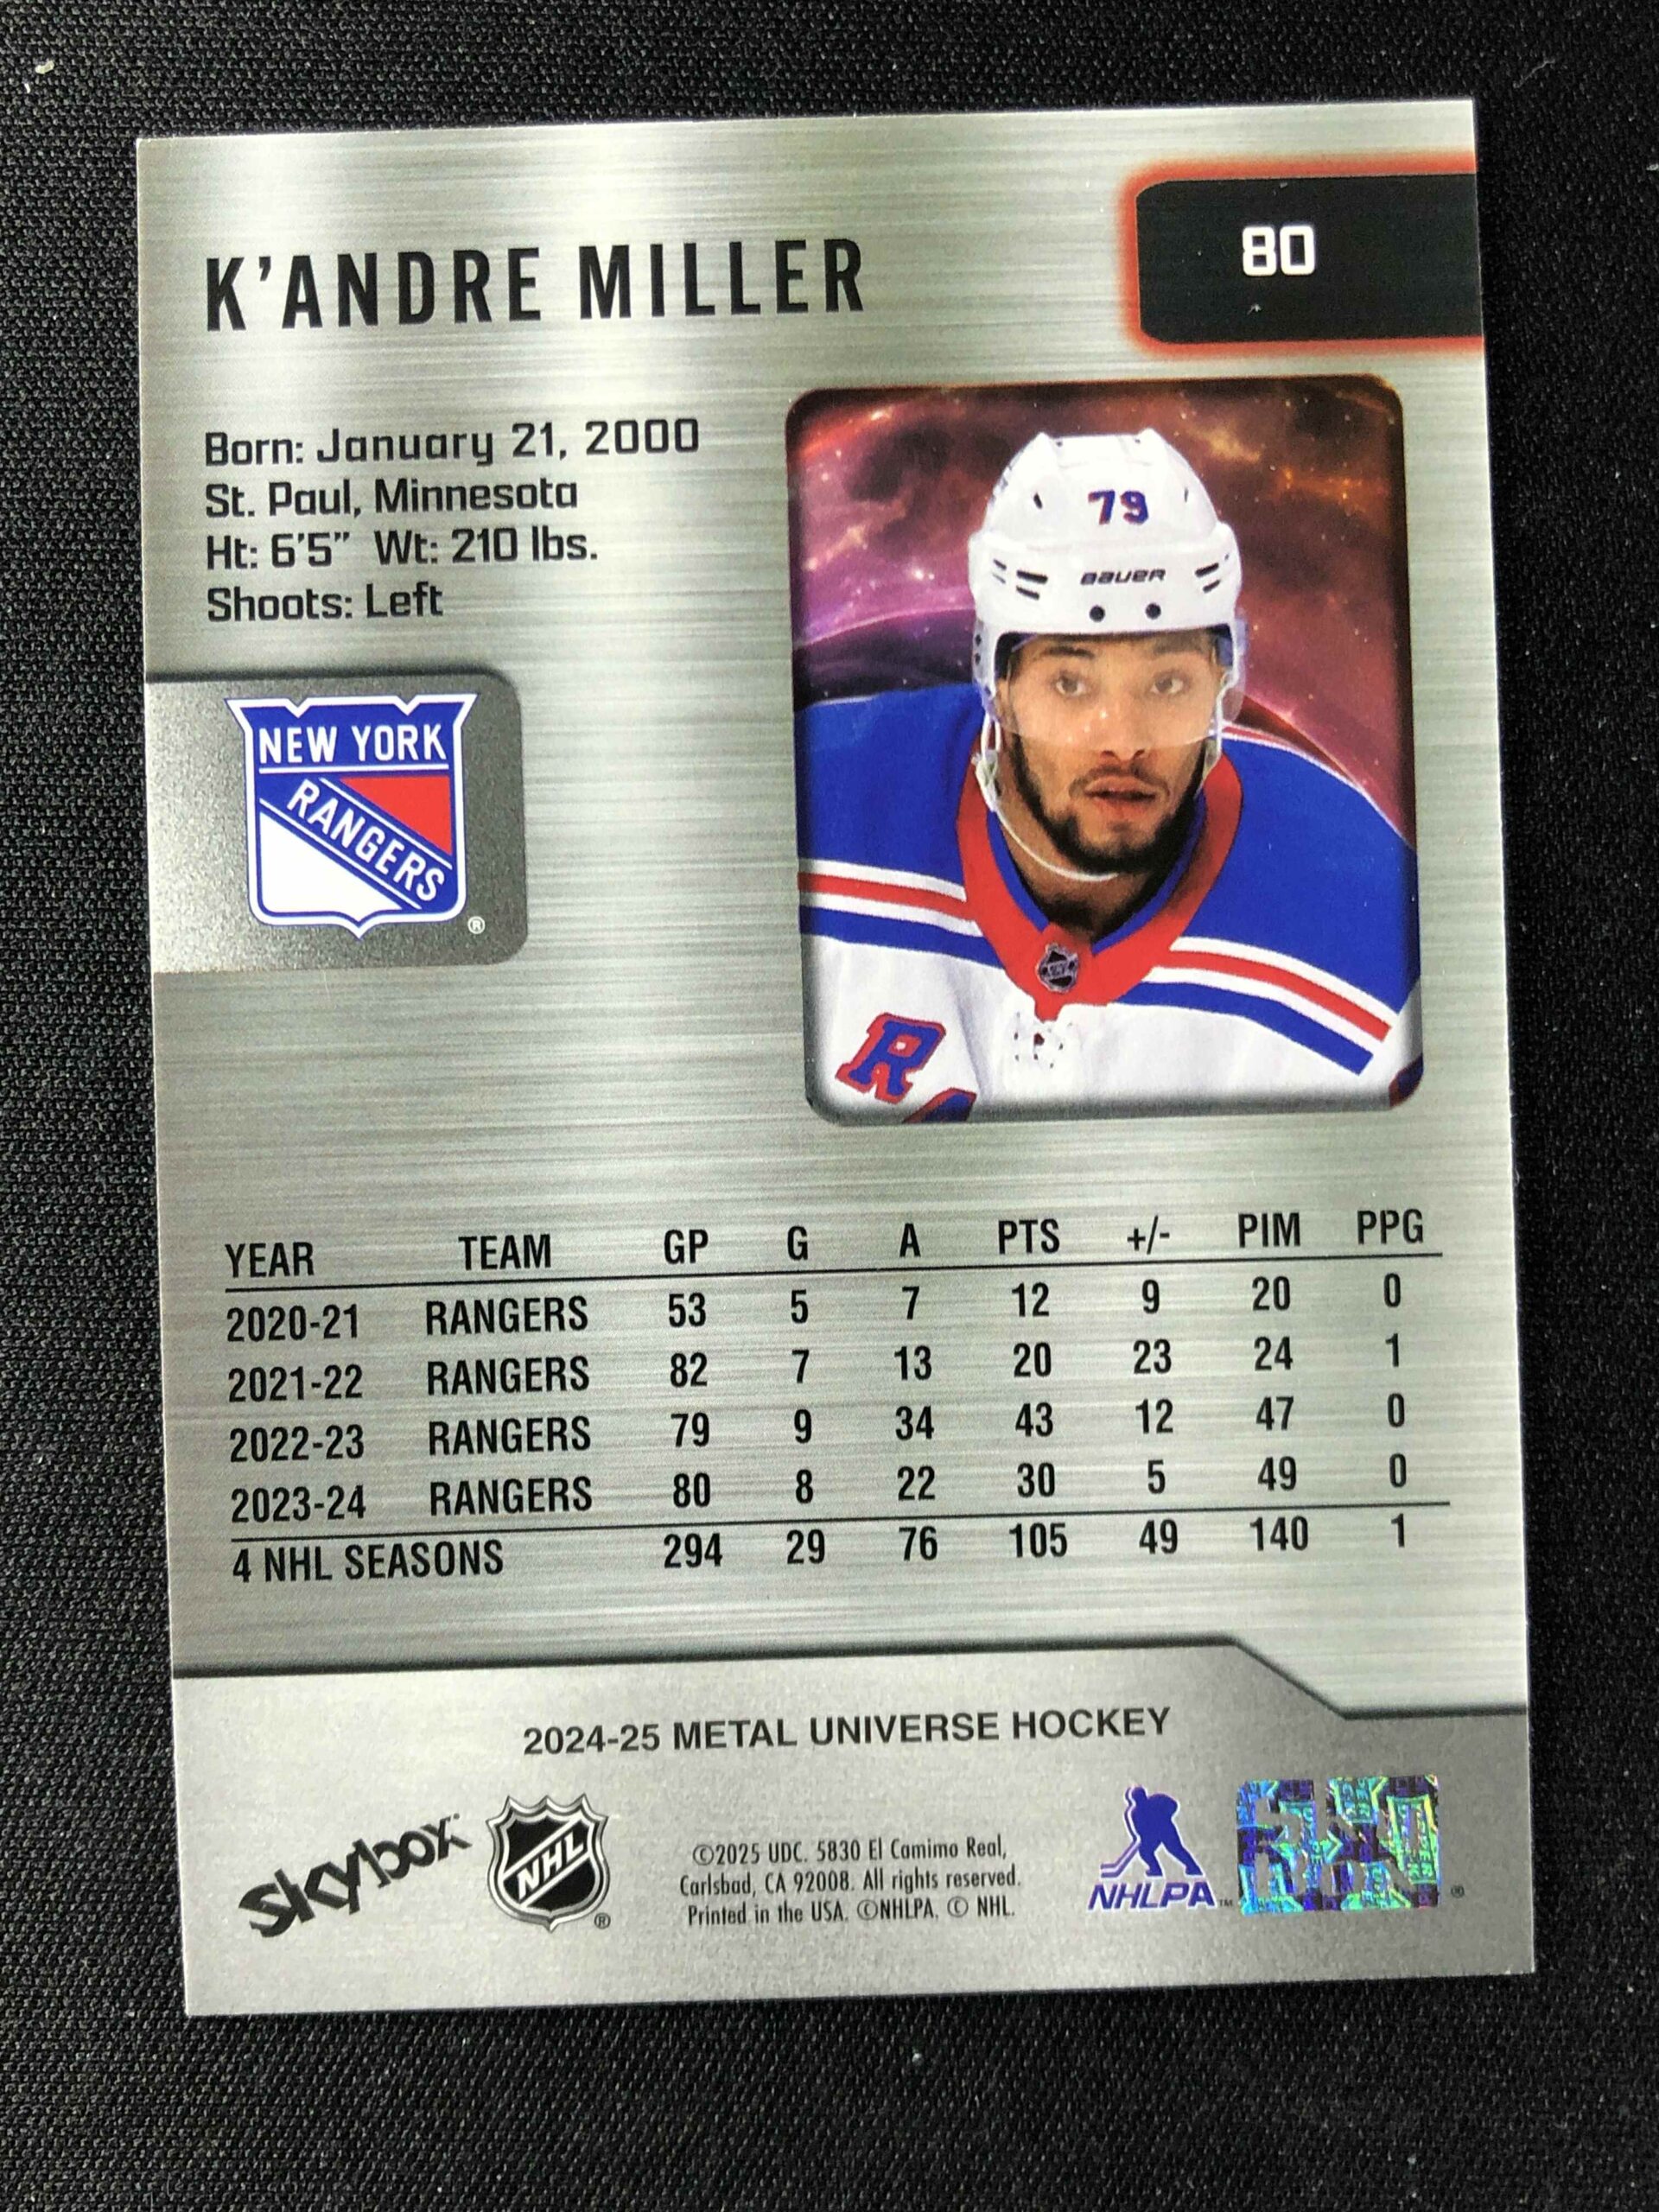 K'ANDRE MILLER
80
Born: January 21, 2000
St. Paul, Minnesota
Ht: 6'5" Wt: 210 lbs.
Shoots: Left
NEW YORK
RANGERS
®
79
BAUER
R
YEAR TEAM GP G A PTS +/- PIM PPG
2020-21 RANGERS 53 5 7 12 9 20 0
2021-22 RANGERS 82 7 13 20 23 24 1
2022-23 RANGERS 79 9 34 43 12 47 0
2023-24 RANGERS 80 8 22 30 5 49 0
4 NHL SEASONS 294 29 76 105 49 140 1
2024-25 METAL UNIVERSE HOCKEY
skybox
NHL
®
©2025 UDC. 5830 El Camimo Real,
Carlsbad, CA 92008. All rights reserved.
Printed in the USA. ©NHLPA. © NHL.
NHLPA™
®